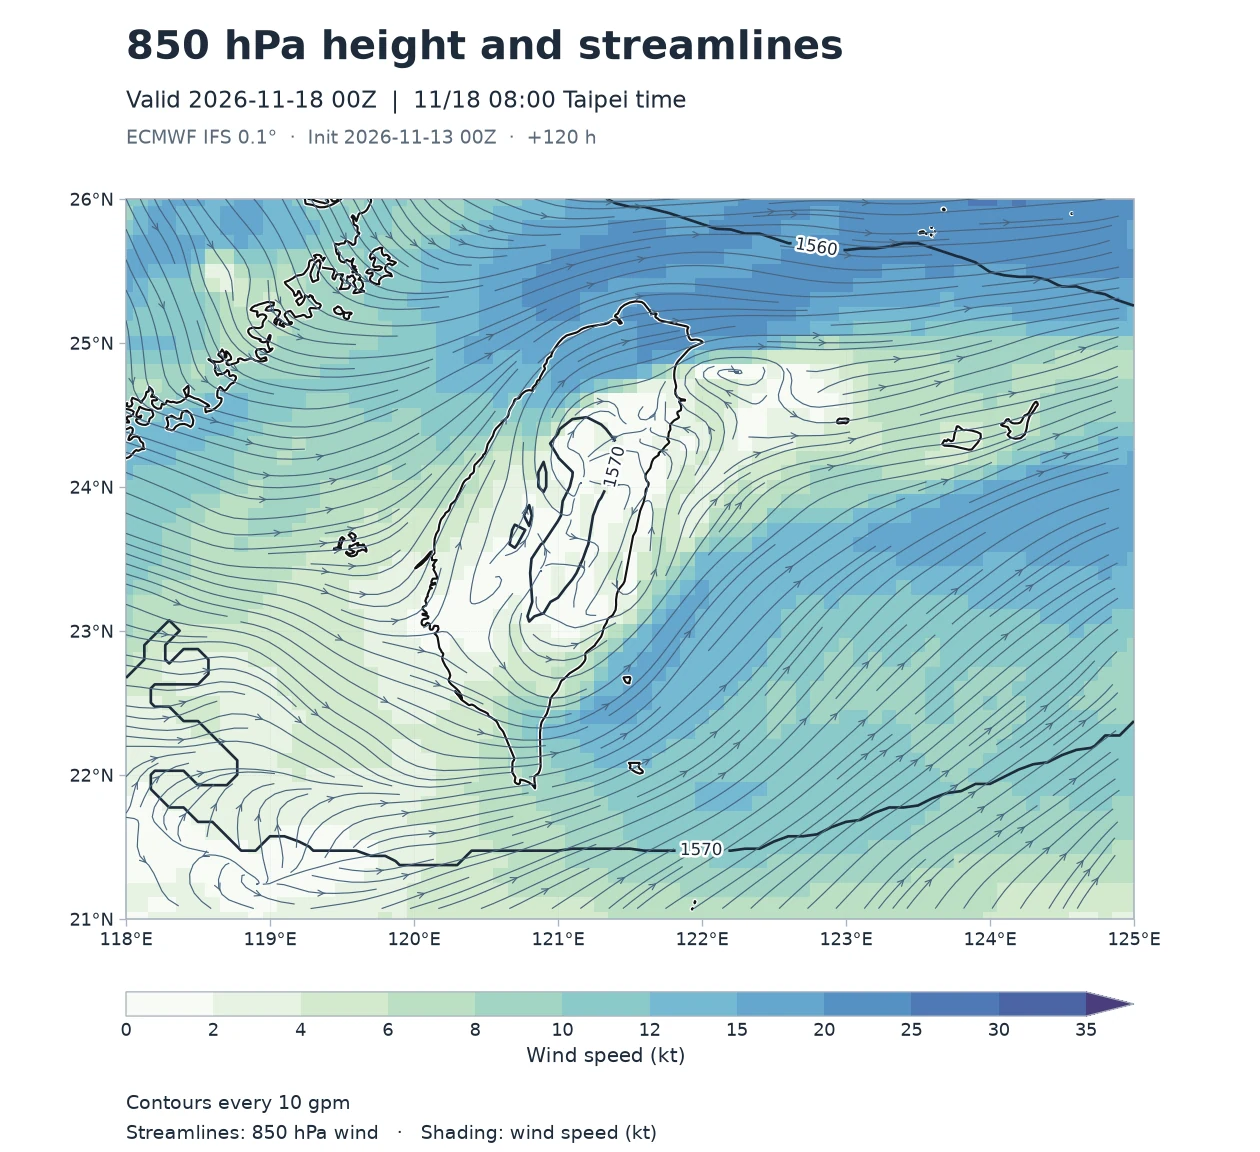 850 hPa height and streamlines
Valid 2026-11-18 00Z | 11/18 08:00 Taipei time
ECMWF IFS 0.1° · Init 2026-11-13 00Z · +120 h
26°N
1560
25°N
1570
24°N
23°N
22°N
1570
21°N
118°E 119°E 120°E 121°E 122°E 123°E 124°E 125°E
0 2 4 6 8 10 12 15 20 25 30 35
Wind speed (kt)
Contours every 10 gpm
Streamlines: 850 hPa wind · Shading: wind speed (kt)